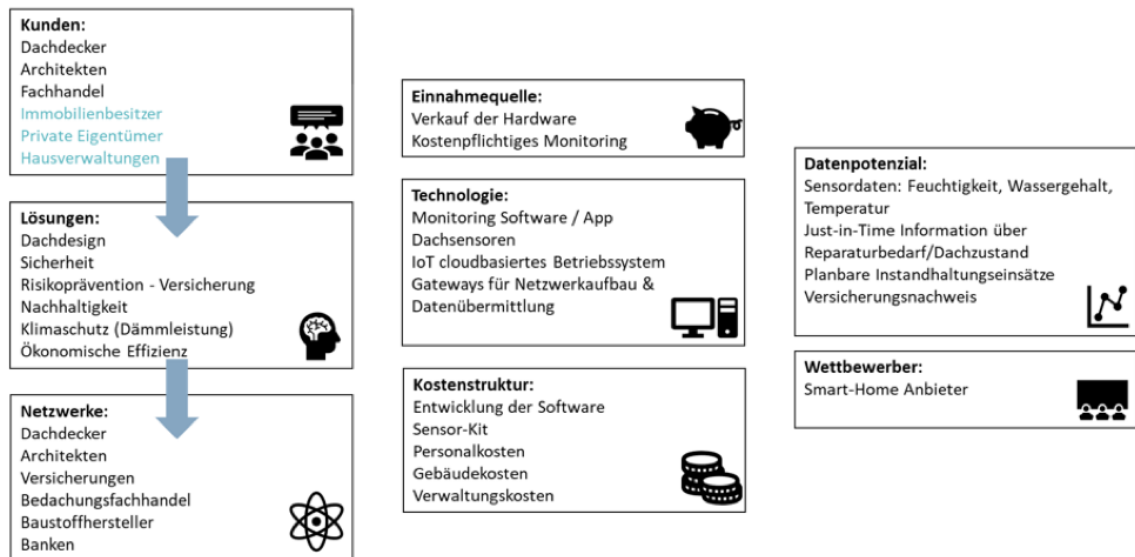 Kunden:
Dachdecker
Architekten
Fachhandel
Immobilienbesitzer
Private Eigentümer
Hausverwaltungen
Lösungen:
Dachdesign
Sicherheit
Risikoprävention - Versicherung
Nachhaltigkeit
Klimaschutz (Dämmleistung)
Ökonomische Effizienz
Netzwerke:
Dachdecker
Architekten
Versicherungen
Bedachungsfachhandel
Baustoffhersteller
Banken
Einnahmequelle:
Verkauf der Hardware
Kostenpflichtiges Monitoring
Technologie:
Monitoring Software / App
Dachsensoren
IoT cloudbasiertes Betriebssystem
Gateways für Netzwerkaufbau &
Datenübermittlung
Kostenstruktur:
Entwicklung der Software
Sensor-Kit
Personalkosten
Gebäudekosten
Verwaltungskosten
Datenpotenzial:
Sensordaten: Feuchtigkeit, Wassergehalt,
Temperatur
Just-in-Time Information über
Reparaturbedarf/Dachzustand
Planbare Instandhaltungseinsätze
Versicherungsnachweis
Wettbewerber:
Smart-Home Anbieter